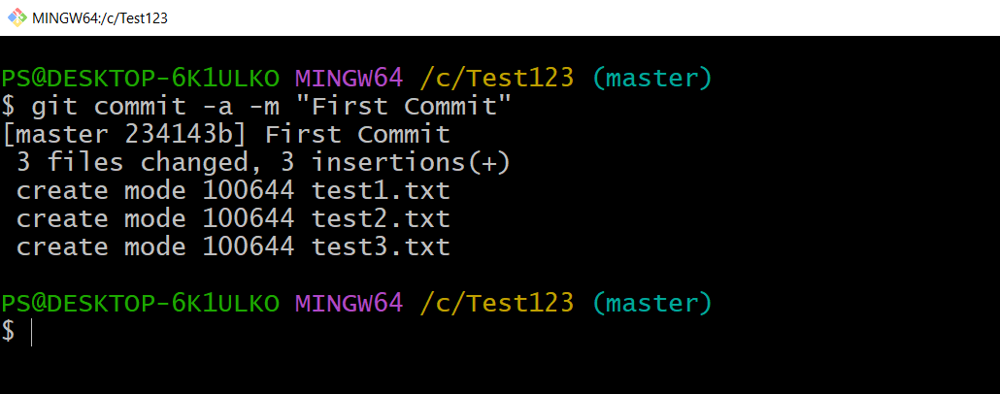 MINGW64:/c/Test123
PS@DESKTOP-6K1ULKO MINGW64 /c/Test123 (master)
$ git commit -a -m "First Commit"
[master 234143b] First Commit
 3 files changed, 3 insertions(+)
 create mode 100644 test1.txt
 create mode 100644 test2.txt
 create mode 100644 test3.txt
PS@DESKTOP-6K1ULKO MINGW64 /c/Test123 (master)
$